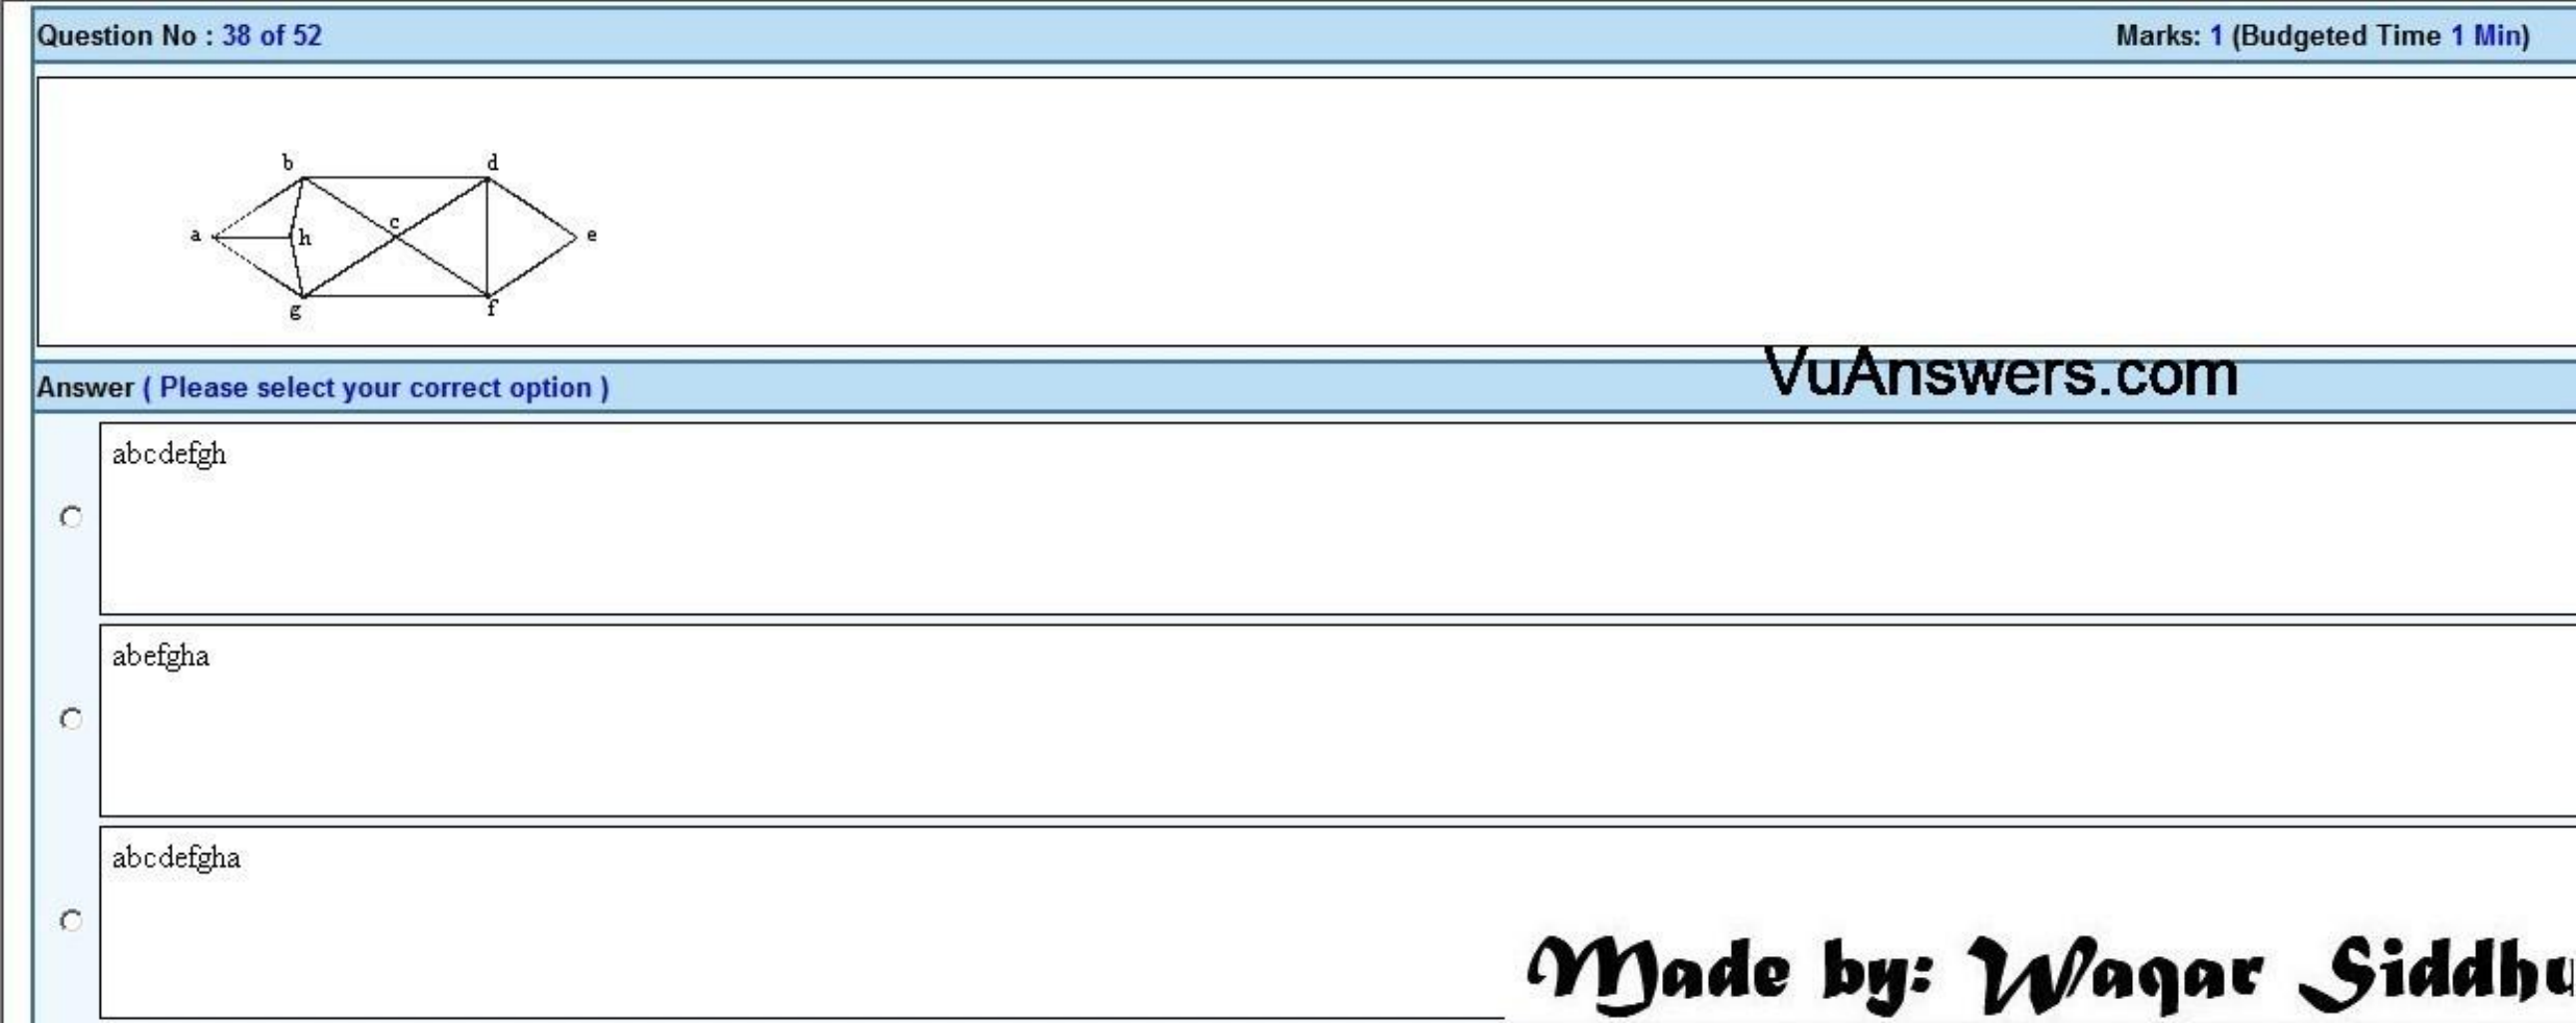 Question No : 38 of 52 Marks: 1 (Budgeted Time 1 Min)
b d
c
a h e
g f
VuAnswers.com
Answer ( Please select your correct option )
abcdefgh
abefgha
abcdefgha
Made by: Waqar Siddhu